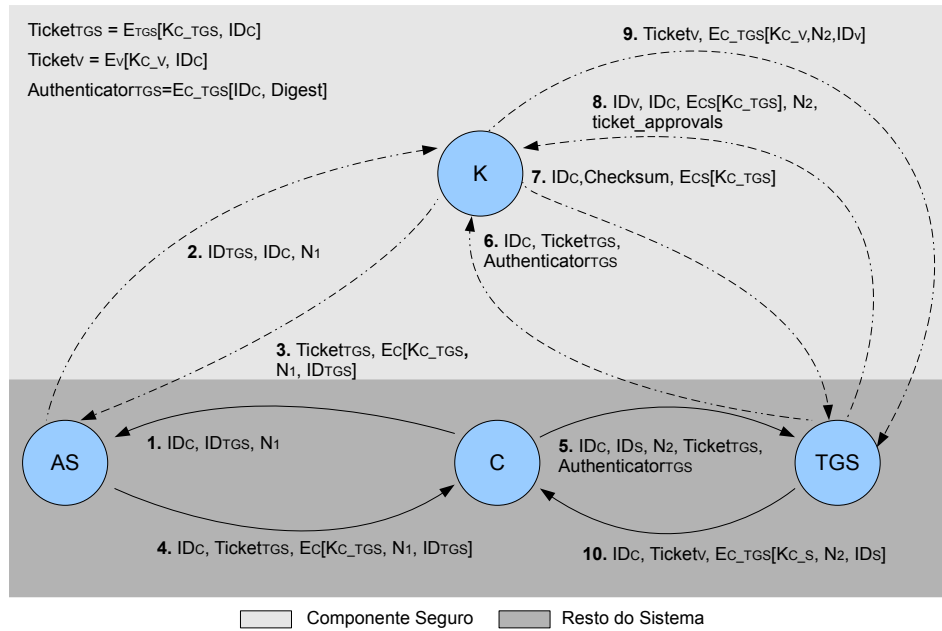 TicketTGS = ETGS[KC_TGS, IDC]
TicketV = EV[KC_V, IDC]
AuthenticatorTGS=EC_TGS[IDC, Digest]
9. TicketV, EC_TGS[KC_V,N2,IDV]
8. IDV, IDC, ECS[KC_TGS], N2,
ticket_approvals
K
7. IDC,Checksum, ECS[KC_TGS]
2. IDTGS, IDC, N1
6. IDC, TicketTGS,
AuthenticatorTGS
3. TicketTGS, EC[KC_TGS,
N1, IDTGS]
AS
1. IDC, IDTGS, N1
C
5. IDC, IDS, N2, TicketTGS,
AuthenticatorTGS
TGS
4. IDC, TicketTGS, EC[KC_TGS, N1, IDTGS]
10. IDC, TicketV, EC_TGS[KC_S, N2, IDS]
Componente Seguro
Resto do Sistema